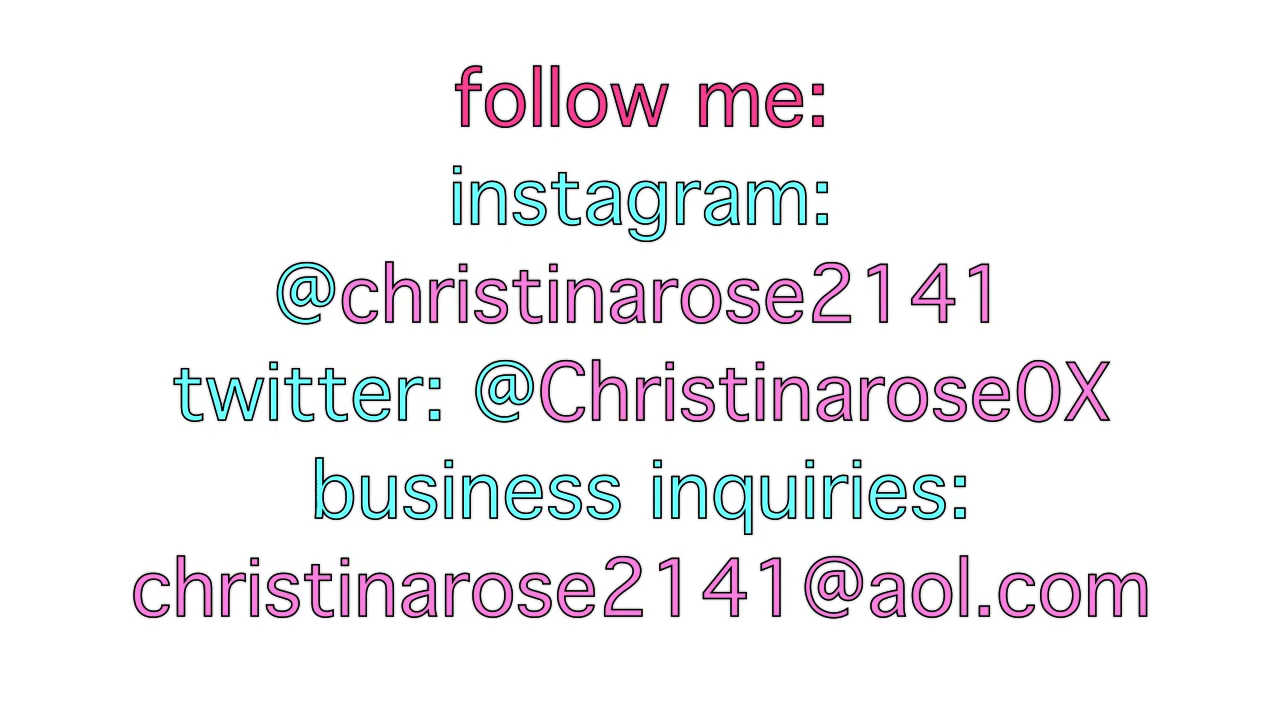 follow me:
instagram:
@christinarose2141
twitter: @Christinarose0X
business inquiries:
christinarose2141@aol.com